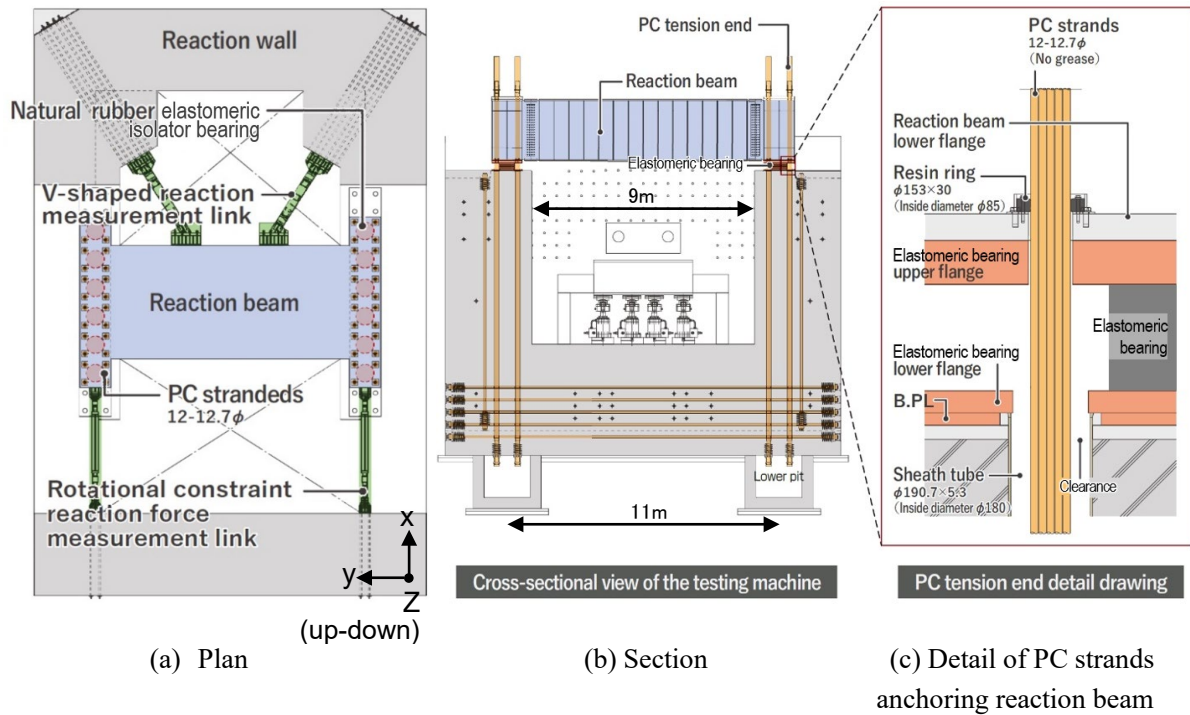 Reaction wall
Natural rubber elastomeric
isolator bearing
V-shaped reaction
measurement link
Reaction beam
PC strandeds
12-12.7φ
Rotational constraint
reaction force
measurement link
x
y
Z
(up-down)
(a) Plan
PC tension end
Reaction beam
Elastomeric bearing
9m
Lower pit
11m
Cross-sectional view of the testing machine
(b) Section
PC strands
12-12.7φ
(No grease)
Reaction beam
lower flange
Resin ring
φ153×30
(Inside diameter φ85)
Elastomeric bearing
upper flange
Elastomeric
bearing
Elastomeric bearing
lower flange
B.PL
Sheath tube
φ190.7×5.3
(Inside diameter φ180)
Clearance
PC tension end detail drawing
(c) Detail of PC strands
anchoring reaction beam